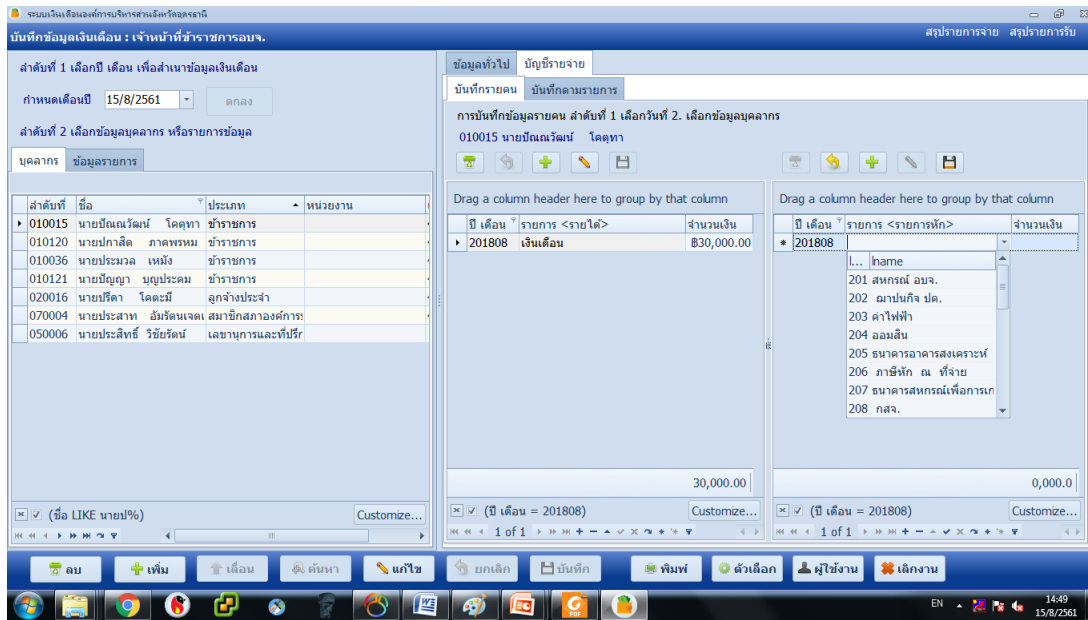 ระบบเงินเดือนองค์การบริหารส่วนจังหวัดอุดรธานี
บันทึกข้อมูลเงินเดือน : เจ้าหน้าที่ข้าราชการอบจ.
สรุปรายการจ่าย สรุปรายการรับ
ลำดับที่ 1 เลือกปี เดือน เพื่อสำเนาข้อมูลเงินเดือน
กำหนดเดือนปี 15/8/2561 ตกลง
ลำดับที่ 2 เลือกข้อมูลบุคลากร หรือรายการข้อมูล
บุคลากร ข้อมูลรายการ
ลำดับที่ ชื่อ ประเภท หน่วยงาน
010015 นายปัณณวัฒน์ โคตุทา ข้าราชการ
010120 นายปกาสิต ภาคพรหม ข้าราชการ
010036 นายประมวล เหมัง ข้าราชการ
010121 นายปัญญา บุญประคม ข้าราชการ
020016 นายปรีดา โคตะมี ลูกจ้างประจำ
070004 นายประสาท อัมรัตนเจตเ สมาชิกสภาองค์การ
050006 นายประสิทธิ์ วิชัยรัตน์ เลขานุการและที่ปรึก
(ชื่อ LIKE นายป%) Customize...
ข้อมูลทั่วไป บัญชีรายจ่าย
บันทึกรายคน บันทึกตามรายการ
การบันทึกข้อมูลรายคน ลำดับที่ 1 เลือกวันที่ 2. เลือกข้อมูลบุคลากร
010015 นายปัณณวัฒน์ โคตุทา
Drag a column header here to group by that column
ปี เดือน รายการ <รายได้> จำนวนเงิน
201808 เงินเดือน ฿30,000.00
30,000.00
(ปี เดือน = 201808) Customize...
1 of 1
Drag a column header here to group by that column
ปี เดือน รายการ <รายการหัก> จำนวนเงิน
201808
I... lname
201 สหกรณ์ อบจ.
202 ฌาปนกิจ ปค.
203 ค่าไฟฟ้า
204 ออมสิน
205 ธนาคารอาคารสงเคราะห์
206 ภาษีหัก ณ ที่จ่าย
207 ธนาคารสหกรณ์เพื่อการเก
208 กสจ.
0,000.0
(ปี เดือน = 201808) Customize...
1 of 1
ลบ เพิ่ม เลื่อน ค้นหา แก้ไข ยกเลิก บันทึก พิมพ์ ตัวเลือก ผู้ใช้งาน เลิกงาน
EN 14:49
15/8/2561